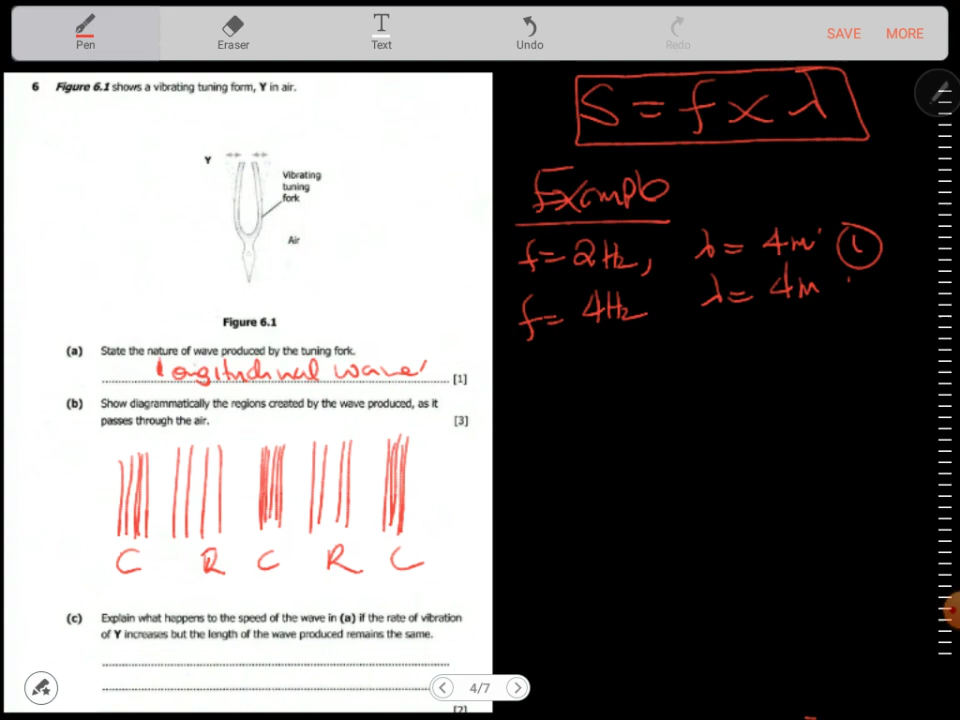 Pen
Eraser
T
Text
Undo
Redo
SAVE
MORE
6 Figure 6.1 shows a vibrating tuning form, Y in air.
Y
Vibrating
tuning
fork
Air
Figure 6.1
(a) State the nature of wave produced by the tuning fork.
longitudinal wave
[1]
(b) Show diagrammatically the regions created by the wave produced, as it
passes through the air. [3]
C R C R C
(c) Explain what happens to the speed of the wave in (a) if the rate of vibration
of Y increases but the length of the wave produced remains the same.
[2]
4/7
S = f x λ
Example
f = 2Hz, λ = 4m
f = 4Hz λ = 4m